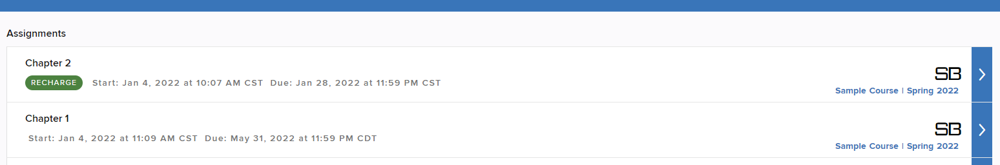 Assignments
Chapter 2
RECHARGE Start: Jan 4, 2022 at 10:07 AM CST Due: Jan 28, 2022 at 11:59 PM CST
SB
Sample Course | Spring 2022
Chapter 1
Start: Jan 4, 2022 at 11:09 AM CST Due: May 31, 2022 at 11:59 PM CDT
SB
Sample Course | Spring 2022